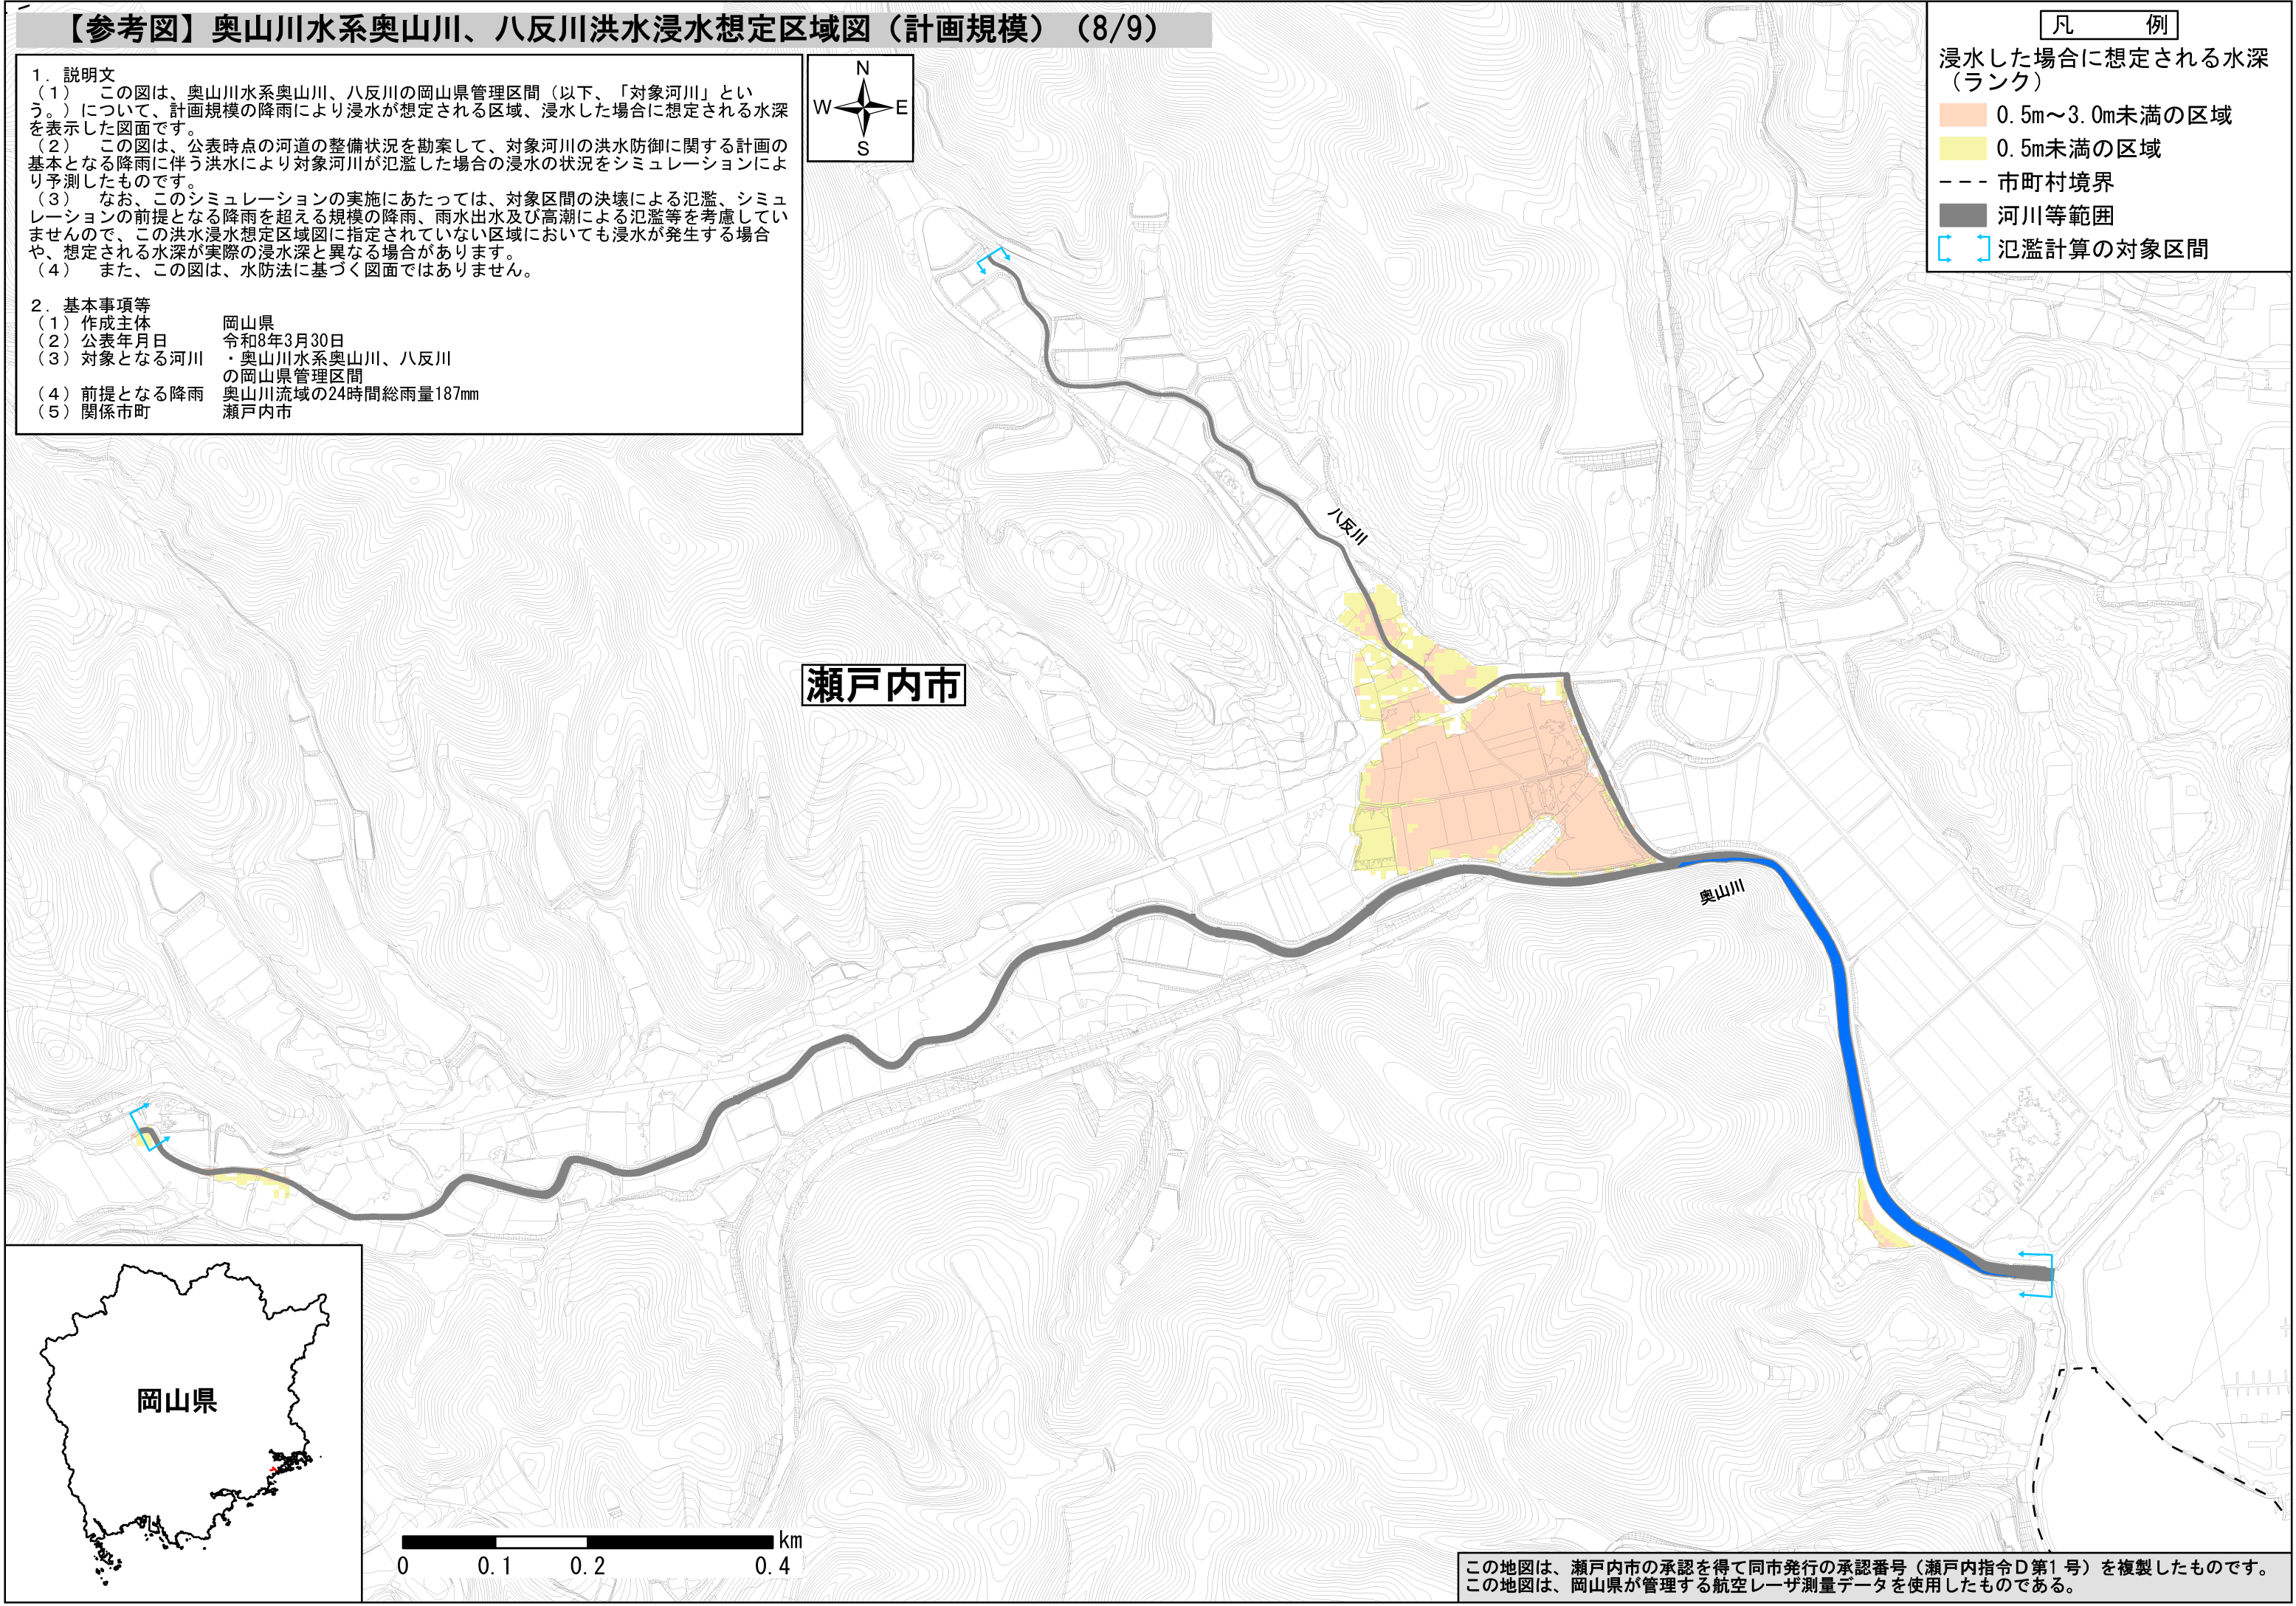 【参考図】奥山川水系奥山川、八反川洪水浸水想定区域図（計画規模）（8/9）
1．説明文
（1）　この図は、奥山川水系奥山川、八反川の岡山県管理区間（以下、「対象河川」とい
う。）について、計画規模の降雨により浸水が想定される区域、浸水した場合に想定される水深
を表示した図面です。
（2）　この図は、公表時点の河道の整備状況を勘案して、対象河川の洪水防御に関する計画の
基本となる降雨に伴う洪水により対象河川が氾濫した場合の浸水の状況をシミュレーションによ
り予測したものです。
（3）　なお、このシミュレーションの実施にあたっては、対象区間の決壊による氾濫、シミュ
レーションの前提となる降雨を超える規模の降雨、雨水出水及び高潮による氾濫等を考慮してい
ませんので、この洪水浸水想定区域図に指定されていない区域においても浸水が発生する場合
や、想定される水深が実際の浸水深と異なる場合があります。
（4）　また、この図は、水防法に基づく図面ではありません。
2．基本事項等
（1）作成主体　岡山県
（2）公表年月日　令和8年3月30日
（3）対象となる河川　・奥山川水系奥山川、八反川
の岡山県管理区間
（4）前提となる降雨　奥山川流域の24時間総雨量187mm
（5）関係市町　瀬戸内市
N
W E
S
凡　例
浸水した場合に想定される水深
（ランク）
0.5m～3.0m未満の区域
0.5m未満の区域
市町村境界
河川等範囲
氾濫計算の対象区間
八反川
瀬戸内市
奥山川
岡山県
km
0 0.1 0.2 0.4
この地図は、瀬戸内市の承認を得て同市発行の承認番号（瀬戸内指令Ｄ第1号）を複製したものです。
この地図は、岡山県が管理する航空レーザ測量データを使用したものである。